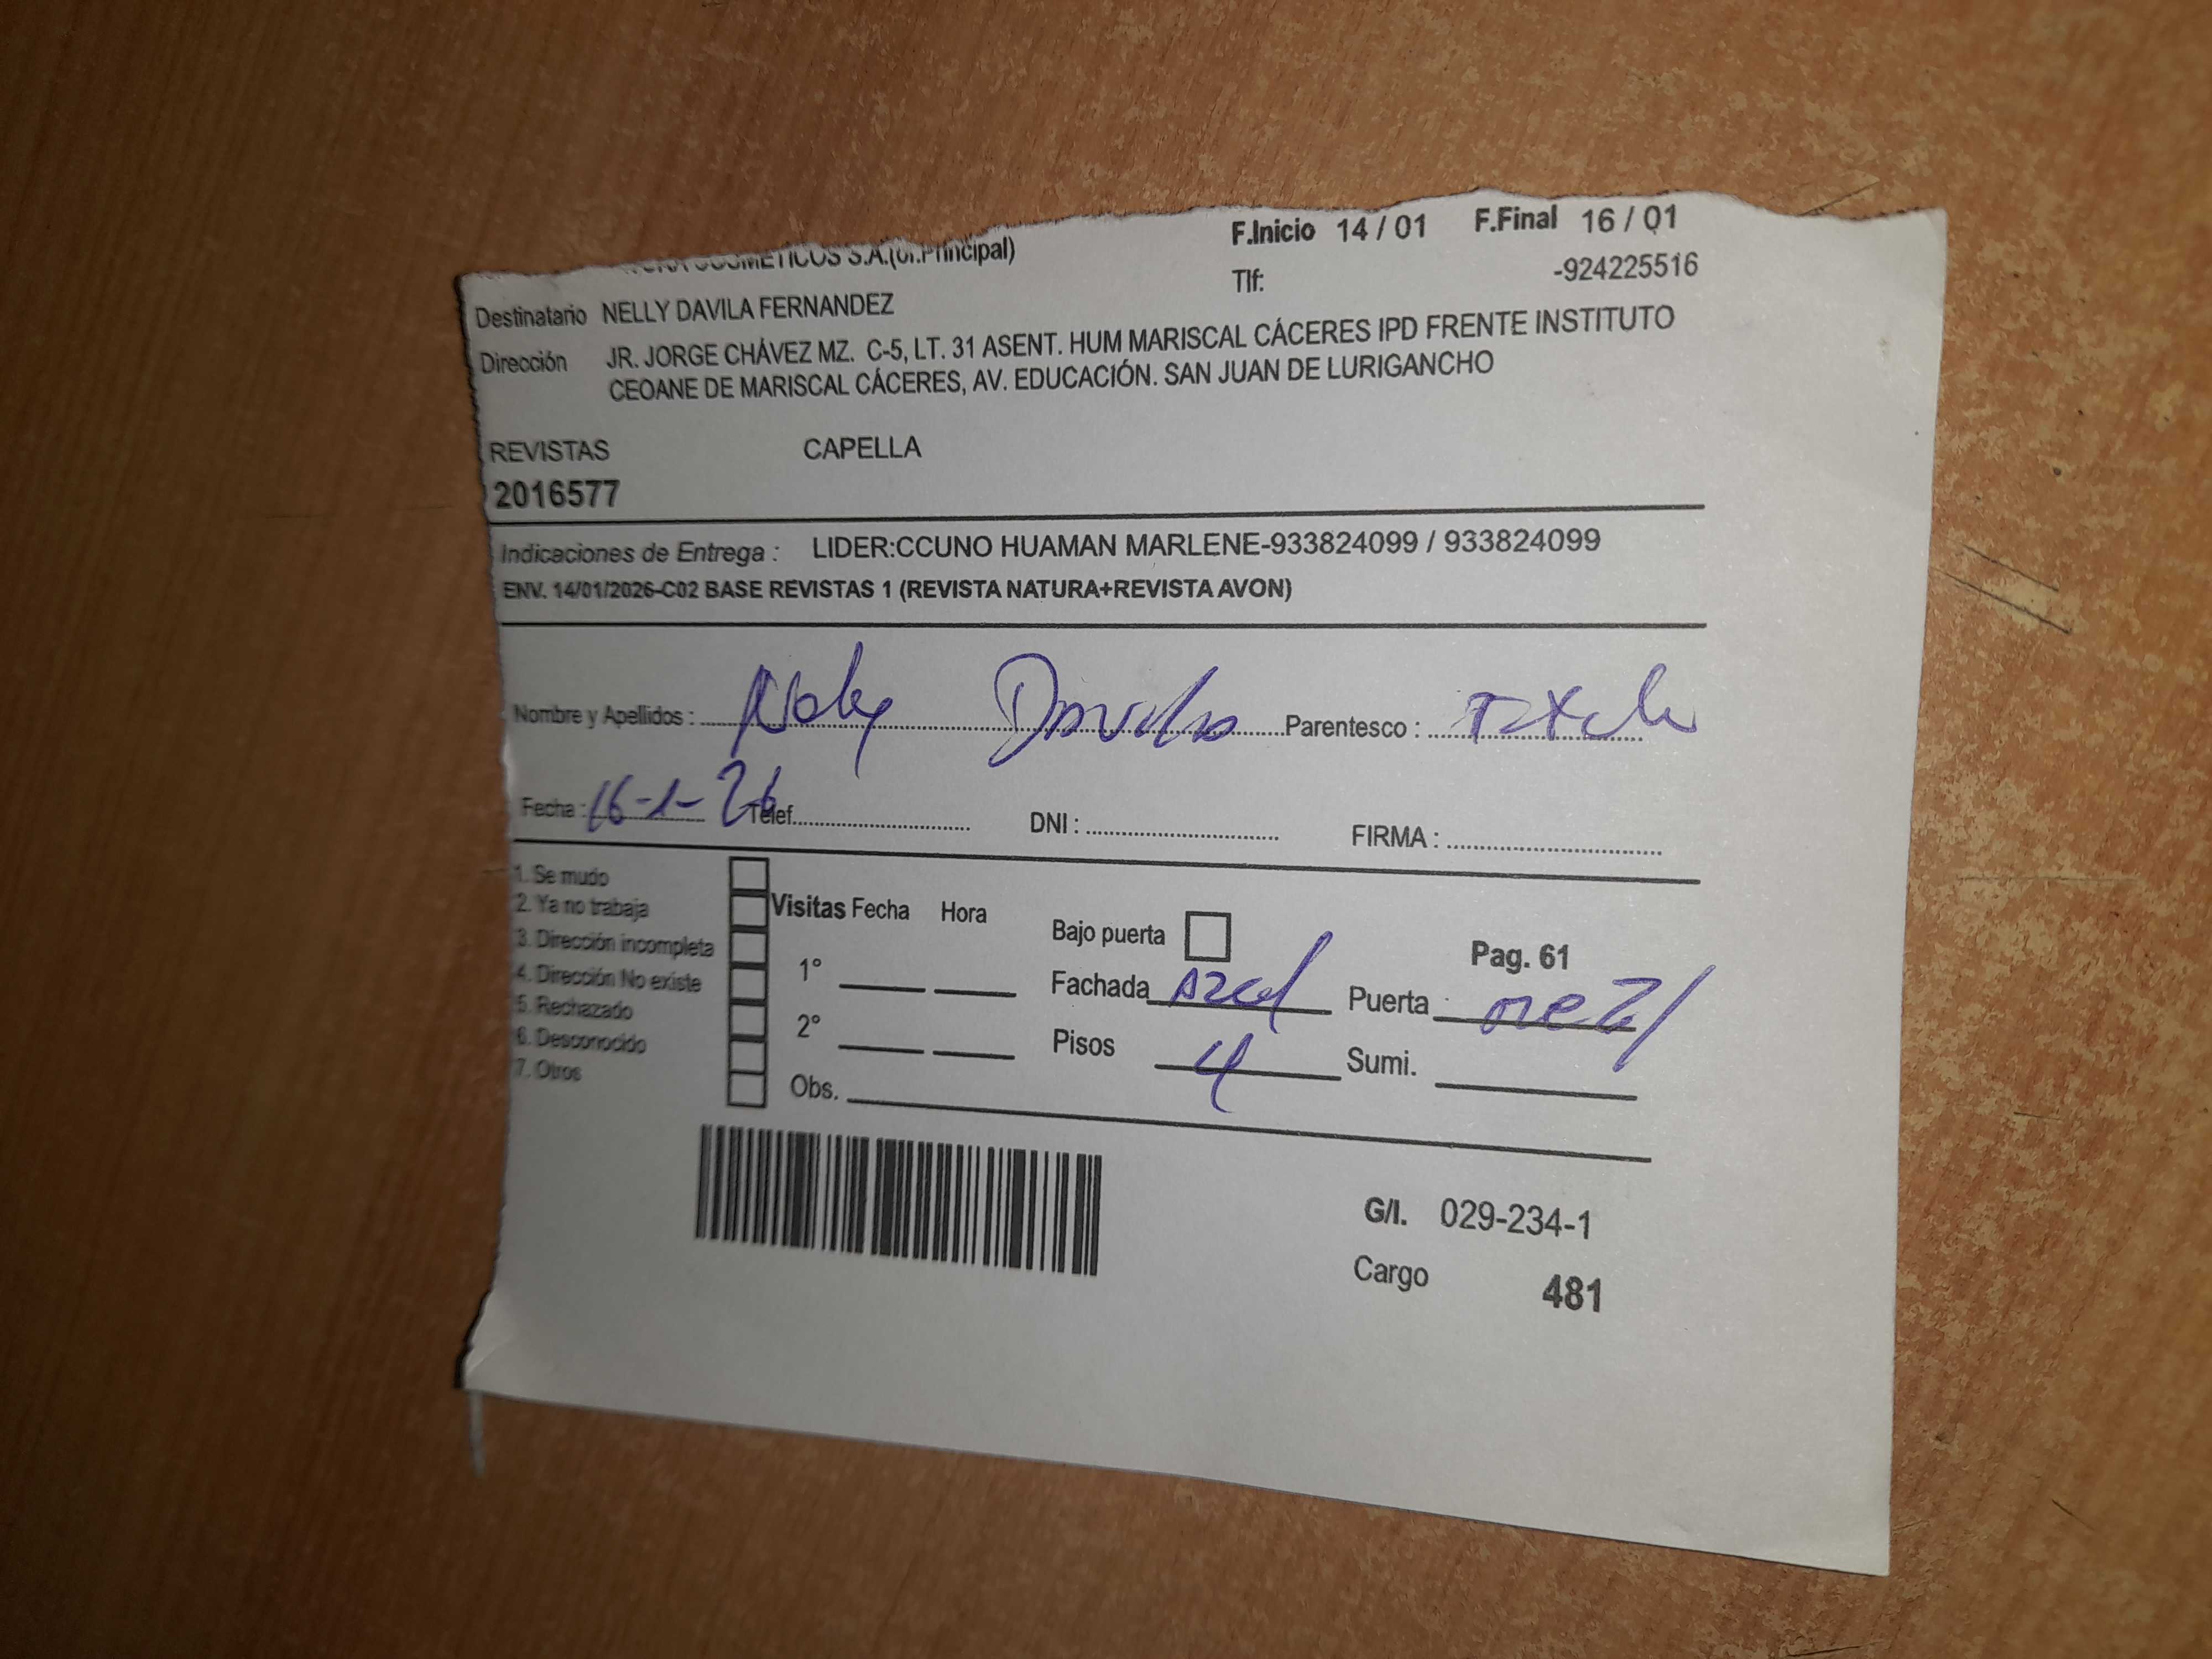 COSMETICOS S.A.(of.Principal) F.Inicio 14 / 01 F.Final 16 / 01
Tlf: -924225516
Destinatario NELLY DAVILA FERNANDEZ
Dirección JR. JORGE CHÁVEZ MZ. C-5, LT. 31 ASENT. HUM MARISCAL CÁCERES IPD FRENTE INSTITUTO
CEOANE DE MARISCAL CÁCERES, AV. EDUCACIÓN. SAN JUAN DE LURIGANCHO
REVISTAS CAPELLA
2016577
Indicaciones de Entrega : LIDER:CCUNO HUAMAN MARLENE-933824099 / 933824099
ENV. 14/01/2026-C02 BASE REVISTAS 1 (REVISTA NATURA+REVISTA AVON)
Nombre y Apellidos : Nely Davila Parentesco :
Fecha : 16-1-26 Telef. DNI : FIRMA :
1. Se mudo
2. Ya no trabaja
3. Dirección incompleta
4. Dirección No existe
5. Rechazado
6. Desconocido
7. Otros
Visitas Fecha Hora
1°
2°
Obs.
Bajo puerta
Pag. 61
Fachada Azul Puerta
Pisos 4 Sumi.
G/I. 029-234-1
Cargo 481